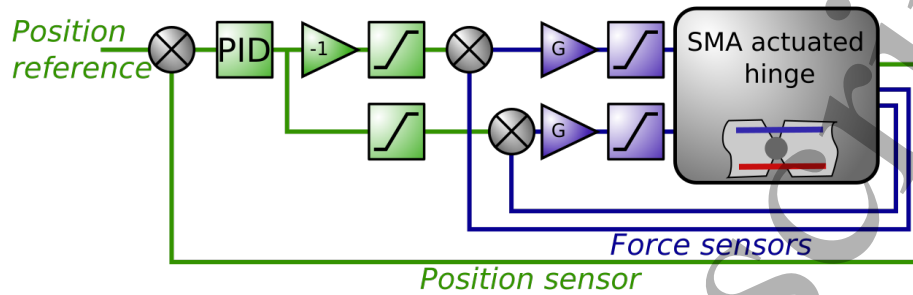 Position
reference
PID
-1
G
SMA actuated
hinge
G
Force sensors
Position sensor